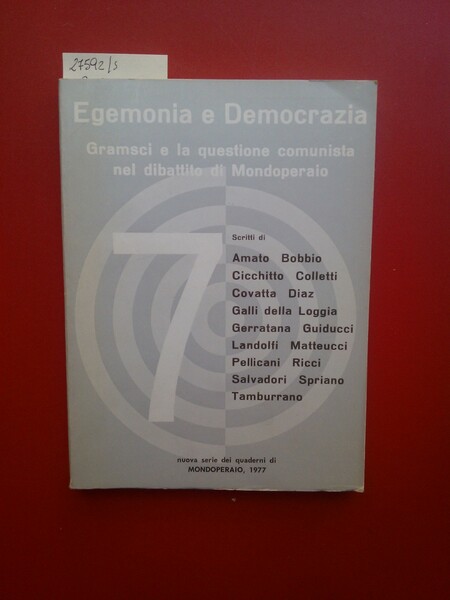 27592/s
Egemonia e Democrazia
Gramsci e la questione comunista
nel dibattito di Mondoperaio
7
Scritti di
Amato Bobbio
Cicchitto Colletti
Covatta Diaz
Galli della Loggia
Gerratana Guiducci
Landolfi Matteucci
Pellicani Ricci
Salvadori Spriano
Tamburrano
nuova serie dei quaderni di
MONDOPERAIO, 1977